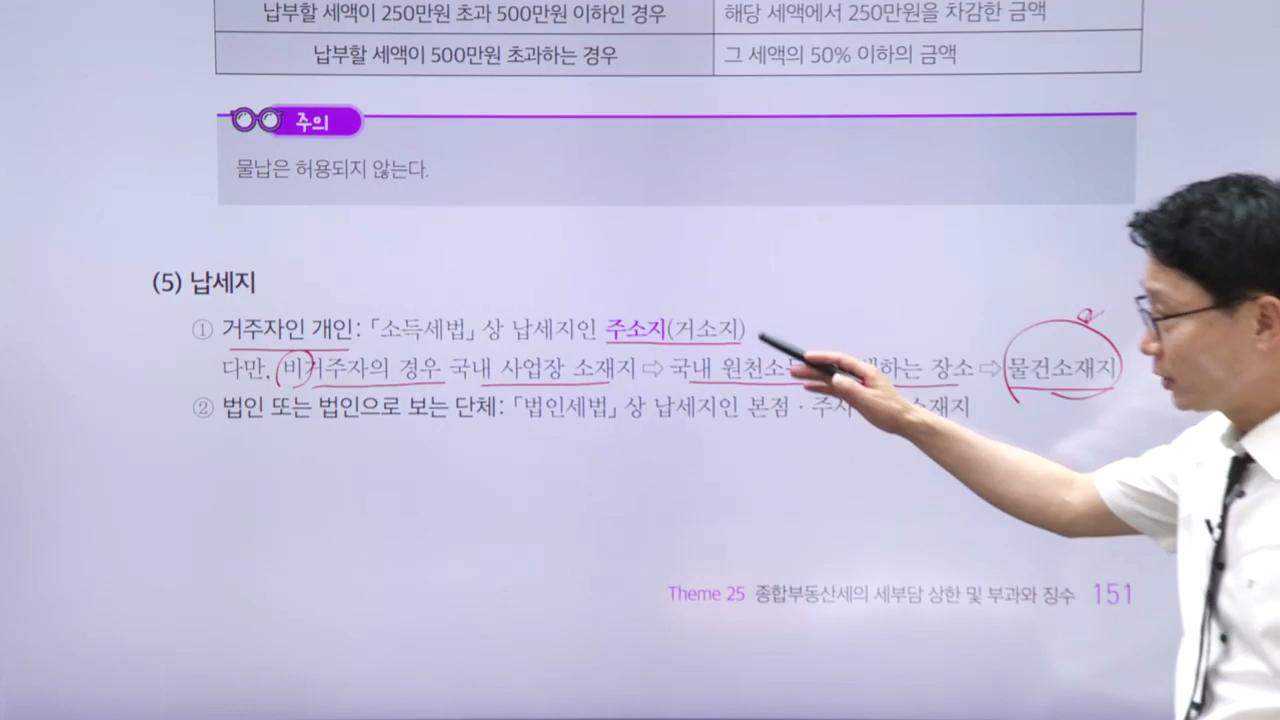 납부할 세액이 250만원 초과 500만원 이하인 경우
해당 세액에서 250만원을 차감한 금액
납부할 세액이 500만원 초과하는 경우
그 세액의 50% 이하의 금액
주의
물납은 허용되지 않는다.
(5) 납세지
① 거주자인 개인: 「소득세법」 상 납세지인 주소지(거소지)
다만, 비거주자의 경우 국내 사업장 소재지 ⇨ 국내 원천소 하는 장소 ⇨ 물건소재지
② 법인 또는 법인으로 보는 단체: 「법인세법」 상 납세지인 본점 · 주사 소재지
Theme 25 종합부동산세의 세부담 상한 및 부과와 징수 151